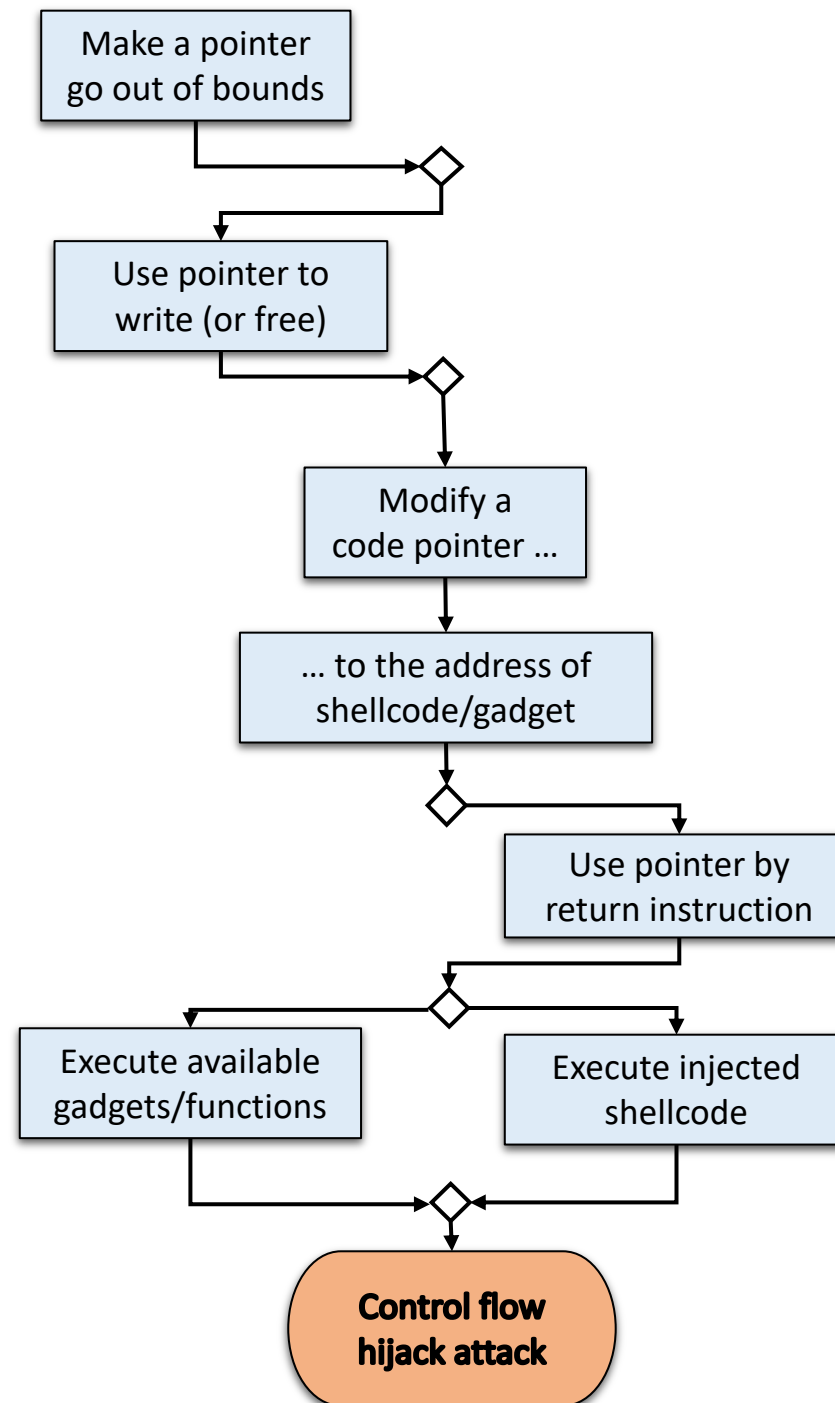 Make a pointer
go out of bounds
Use pointer to
write (or free)
Modify a
code pointer …
… to the address of
shellcode/gadget
Use pointer by
return instruction
Execute available
gadgets/functions
Execute injected
shellcode
Control flow
hijack attack